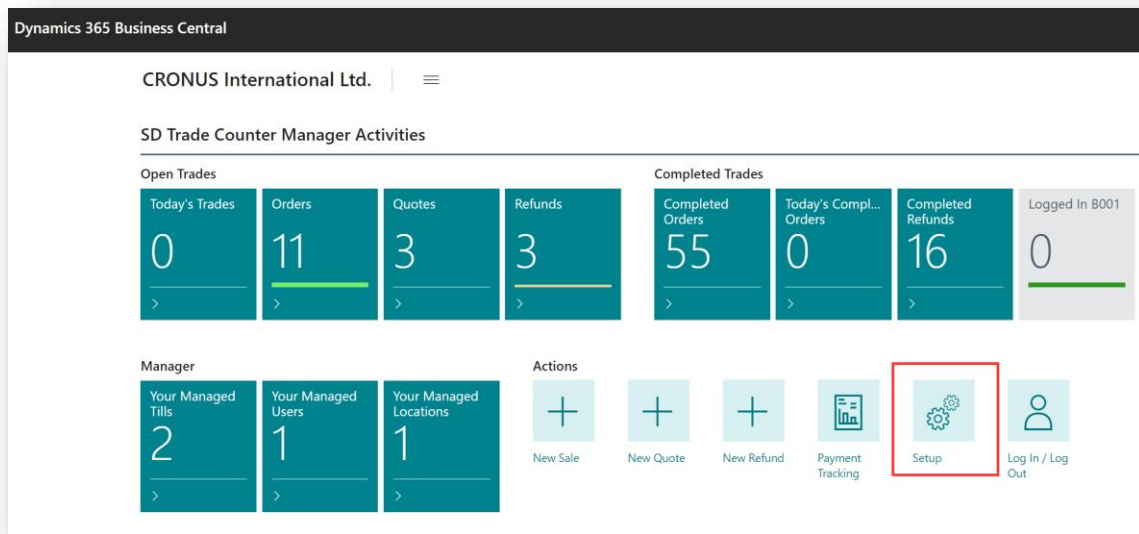 Dynamics 365 Business Central
CRONUS International Ltd.
SD Trade Counter Manager Activities
Open Trades
Today's Trades
0
Orders
11
Quotes
3
Refunds
3
Completed Trades
Completed
Orders
55
Today's Compl...
Orders
0
Completed
Refunds
16
Logged In B001
0
Manager
Your Managed
Tills
2
Your Managed
Users
1
Your Managed
Locations
1
Actions
New Sale
New Quote
New Refund
Payment
Tracking
Setup
Log In / Log
Out